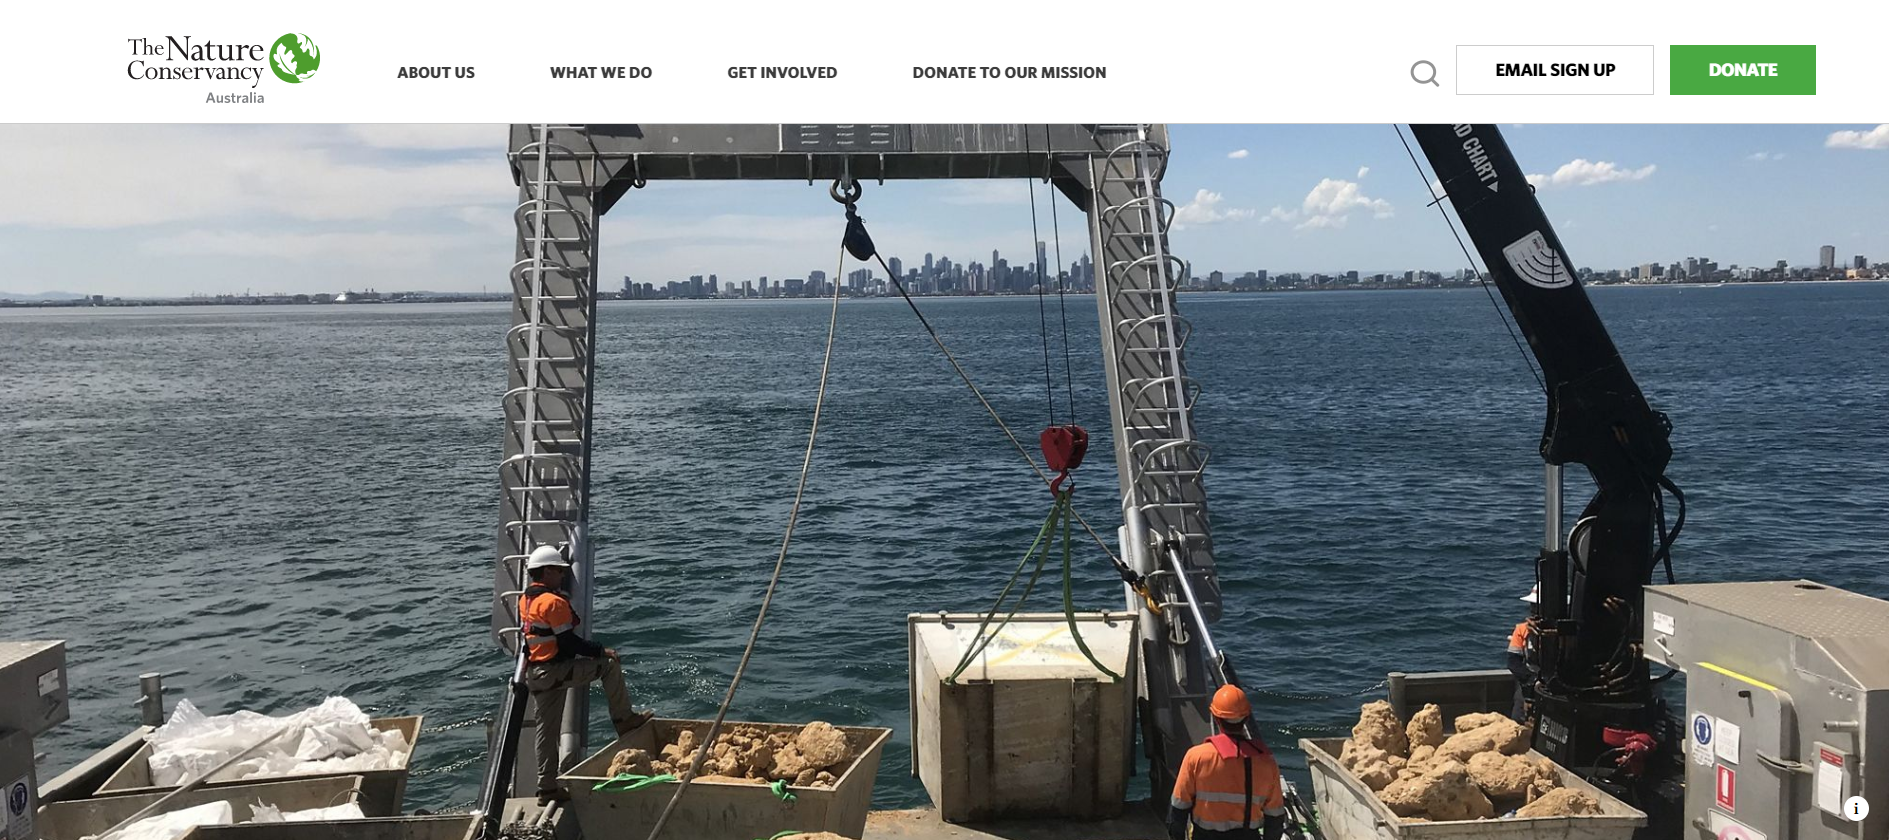 The Nature
Conservancy
Australia
ABOUT US
WHAT WE DO
GET INVOLVED
DONATE TO OUR MISSION
EMAIL SIGN UP
DONATE
AD CHART
i